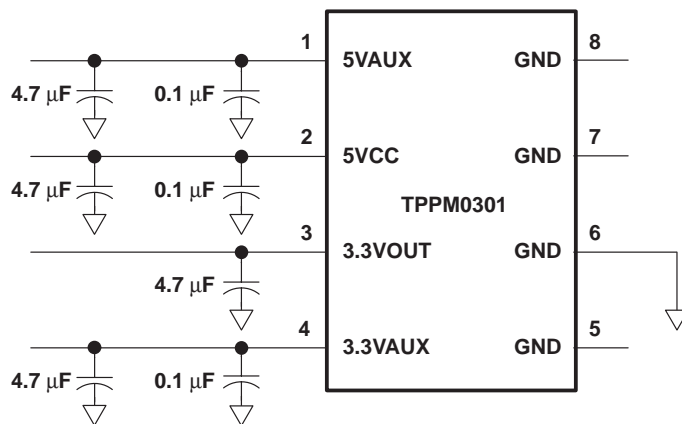 1
5VAUX
GND
8
4.7 μF
0.1 μF
2
5VCC
GND
7
4.7 μF
0.1 μF
TPPM0301
3
3.3VOUT
GND
6
4.7 μF
4
3.3VAUX
GND
5
4.7 μF
0.1 μF